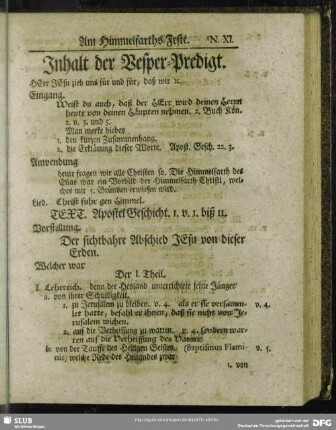 Am Himmelfarths Feste. N. XI.
Inhalt der Vesper-Predigt.
HErr JEsu zieh uns für und für, daß wir ꝛc.
Eingang.
Weist du auch, daß der HErr wird deinen Herrn
heute von deinen Häupten nehmen. 2. Buch Kön.
2. v. 3. und 5.
Man merke hiebey
1. den kurzen Zusammenhang.
2. die Erklärung dieser Worte. Apost. Gesch. 22. 3.
Anwendung
heute fragen wir alle Christen so. Die Himmelfarth des
Elias war ein Vorbild der Himmelfarth Christi, wel-
ches mit 5. Gründen erwiesen wird.
Lied. Christ fuhr gen Himmel.
TEXT. Apostel Geschicht. 1. v. 1. biß 11.
Vorstellung.
Der sichtbahre Abschied JEsu von dieser
Erden.
Welcher war
Der I. Theil.
I. Lehrreich. denn der Heyland unterrichtete seine Jünger
a. von ihrer Schuldigkeit.
1. zu Jerusalem zu bleiben. v. 4. als er sie versamm- v. 4.
let hatte, befahl er ihnen, daß sie nicht von Je-
rusalem wichen.
2. auf die Verheissung zu warten. v. 4. sondern war-
ten auf die Verheissung des Vaters.
b. von der Tauffe des Heiligen Geistes. (baptismus Flami- v. 5.
nis) welche Rede des Heylandes zwar
1. von
SLUB
DFG